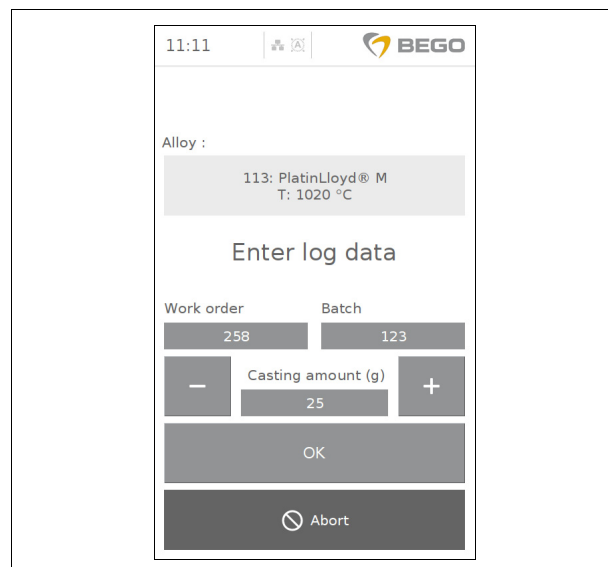 11:11
BEGO
Alloy :
113: PlatinLloyd® M
T: 1020 °C
Enter log data
Work order Batch
258 123
− Casting amount (g) +
25
OK
Abort